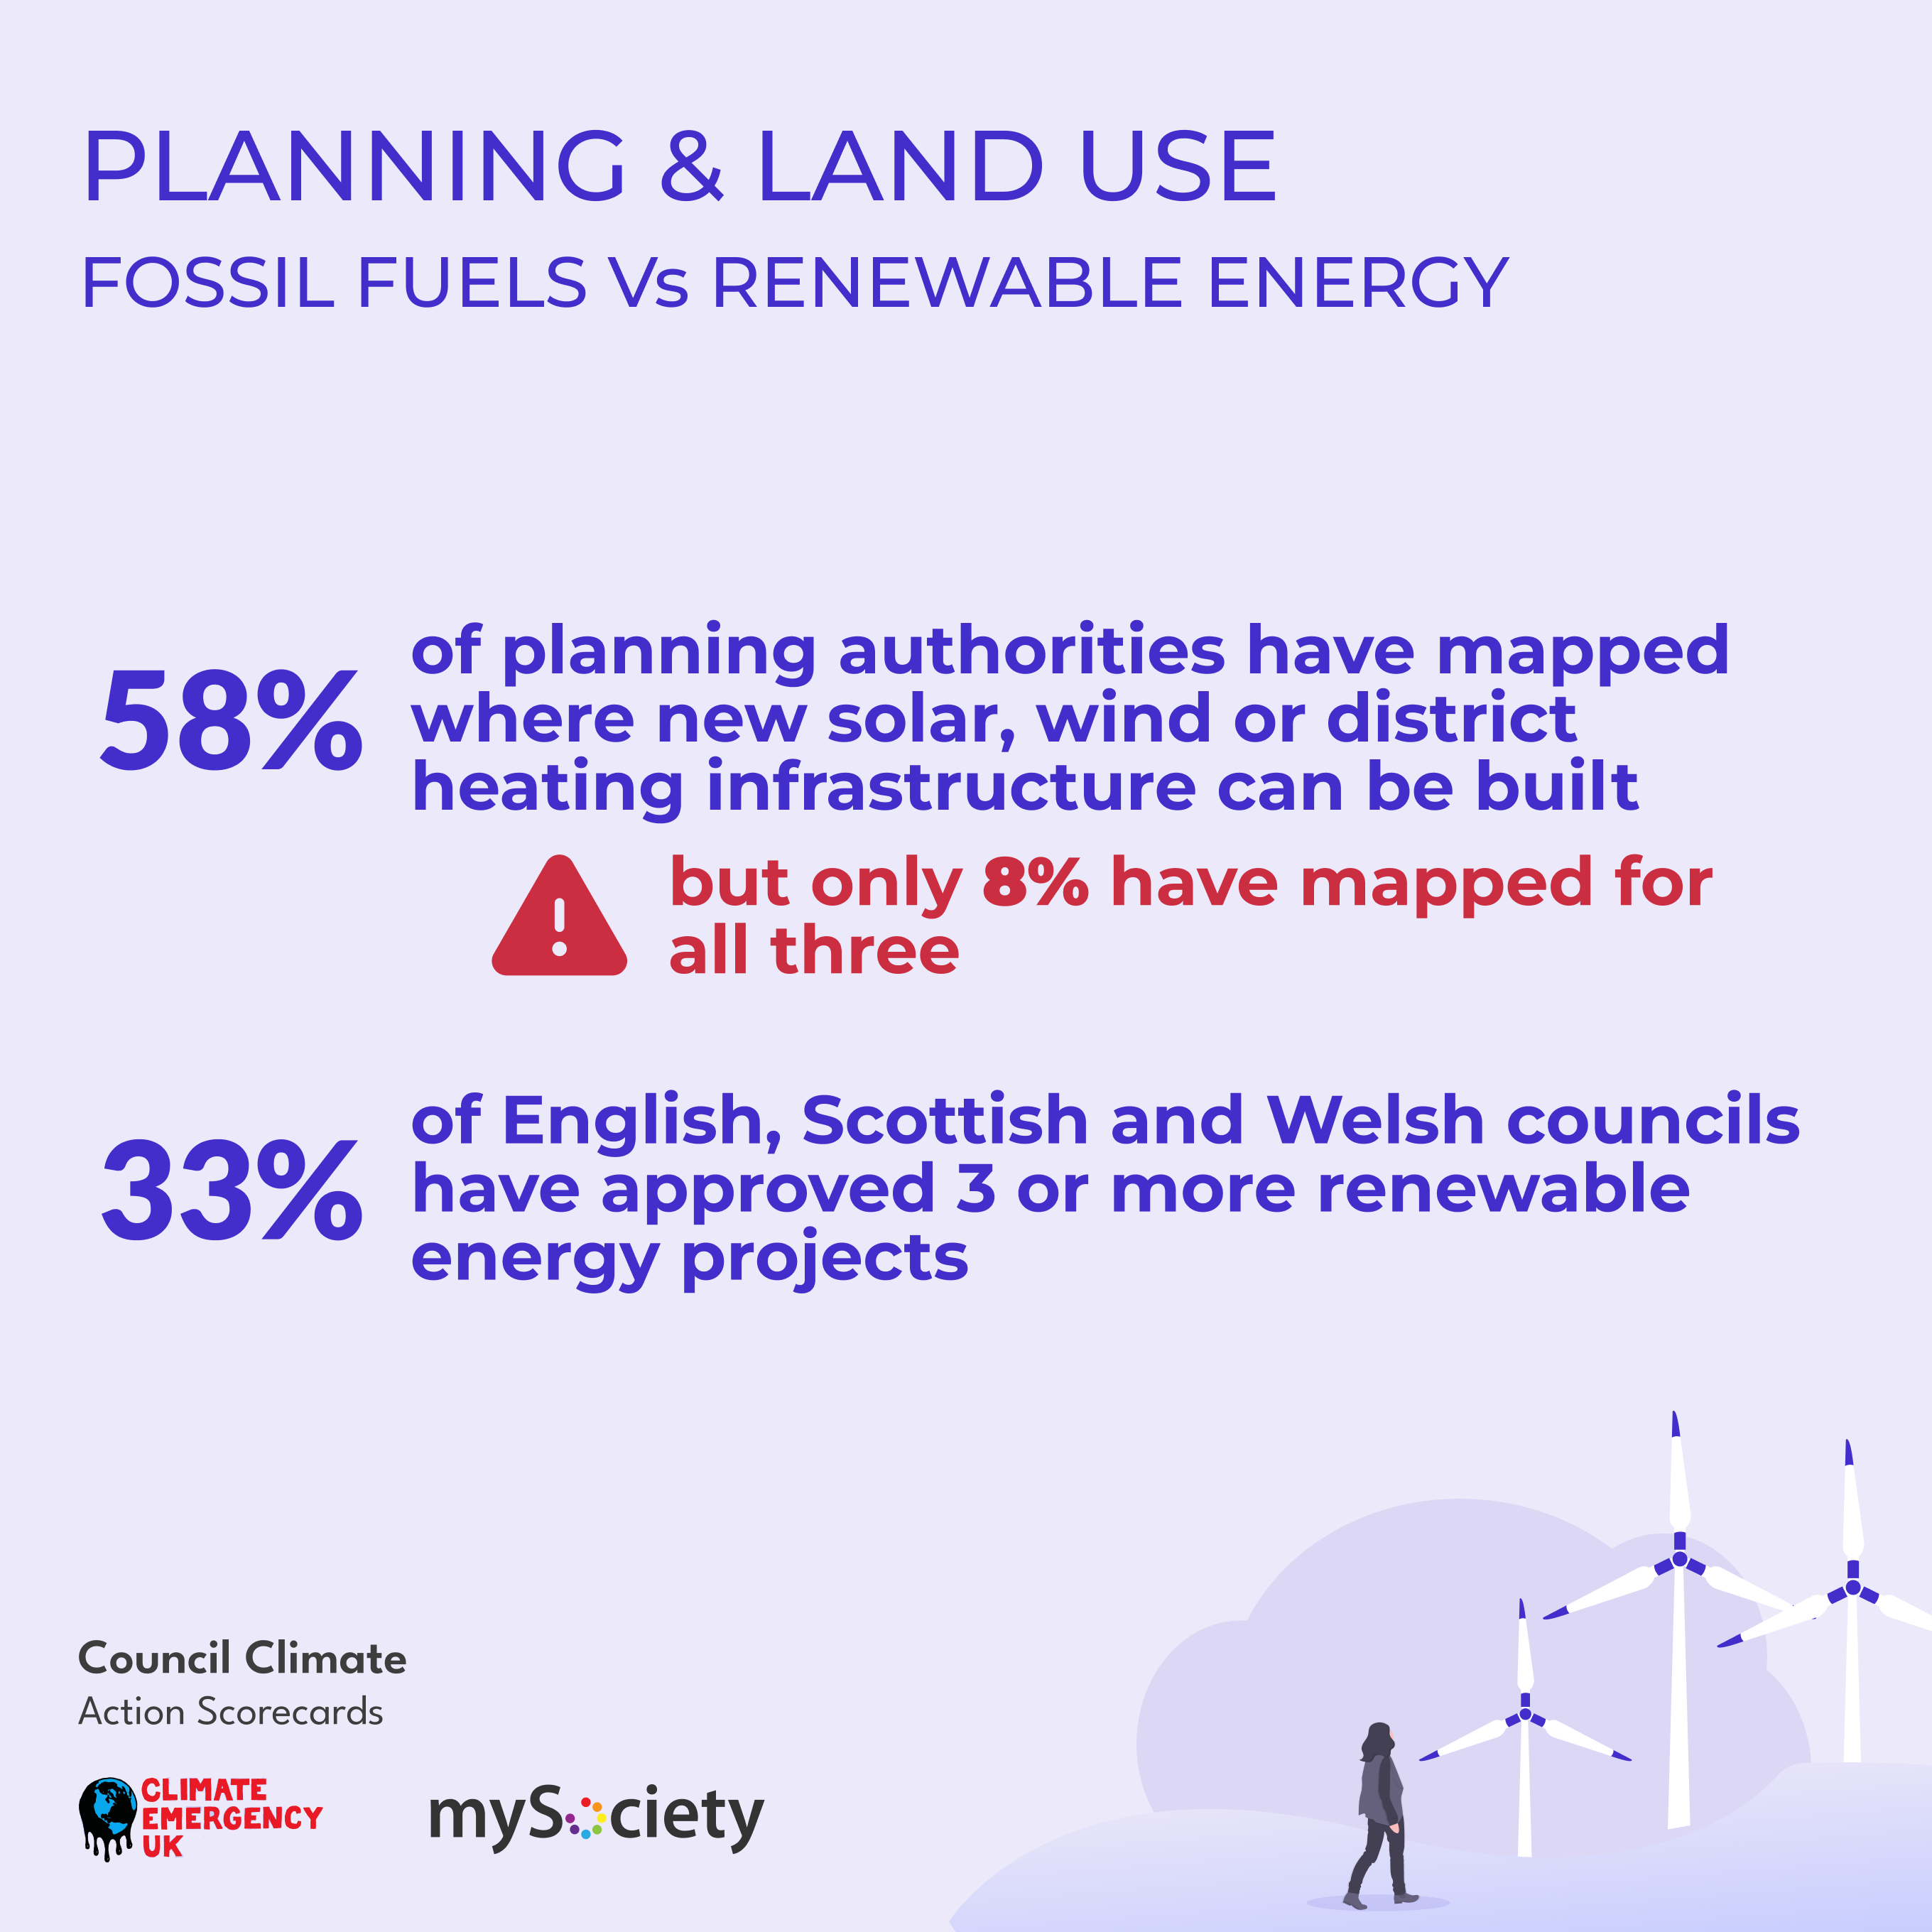 PLANNING & LAND USE
FOSSIL FUELS Vs RENEWABLE ENERGY
58%
of planning authorities have mapped
where new solar, wind or district
heating infrastructure can be built
but only 8% have mapped for
all three
33%
of English, Scottish and Welsh councils
have approved 3 or more renewable
energy projects
Council Climate
Action Scorecards
CLIMATE
EMERGENCY
UK
mySociety